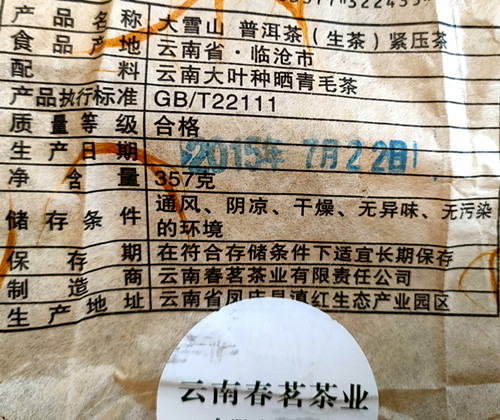 产品名称 大雪山 普洱茶（生茶）紧压茶
食品产地 云南省·临沧市
配料 云南大叶种晒青毛茶
产品执行标准 GB/T22111
质量等级 合格
生产日期 2015年 7月22日
净含量 357克
储存条件 通风、阴凉、干燥、无异味、无污染
的环境
保存期 在符合存储条件下适宜长期保存
制造商 云南春茗茶业有限责任公司
生产地址 云南省凤庆县滇红生态产业园区
云南春茗茶业